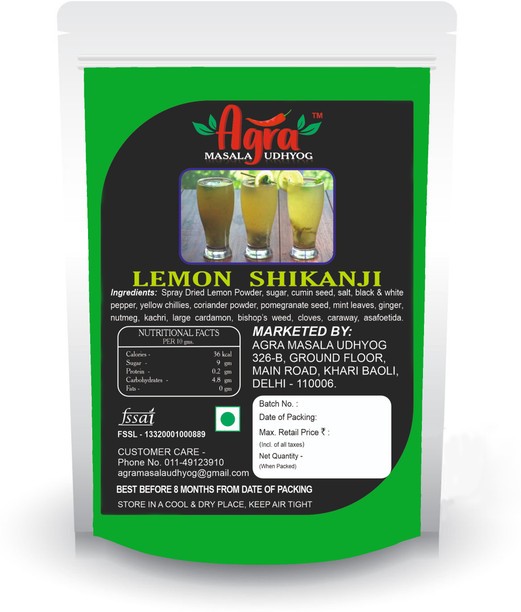 Agra TM
MASALA UDHYOG
LEMON SHIKANJI
Ingredients: Spray Dried Lemon Powder, sugar, cumin seed, salt, black & white
pepper, yellow chillies, coriander powder, pomegranate seed, mint leaves, ginger,
nutmeg, kachri, large cardamon, bishop's weed, cloves, caraway, asafoetida.
NUTRITIONAL FACTS
PER 10 gms.
Calories - 36 kcal
Sugar - 9 gm
Protein - 0.2 gm
Carbohydrates - 4.8 gm
Fats - 0 gm
MARKETED BY:
AGRA MASALA UDHYOG
326-B, GROUND FLOOR,
MAIN ROAD, KHARI BAOLI,
DELHI - 110006.
fssai
FSSL - 13320001000889
CUSTOMER CARE -
Phone No. 011-49123910
agramasalaudhyog@gmail.com
Batch No. :
Date of Packing:
Max. Retail Price ₹ :
(Incl. of all taxes)
Net Quantity -
(When Packed)
BEST BEFORE 8 MONTHS FROM DATE OF PACKING
STORE IN A COOL & DRY PLACE, KEEP AIR TIGHT